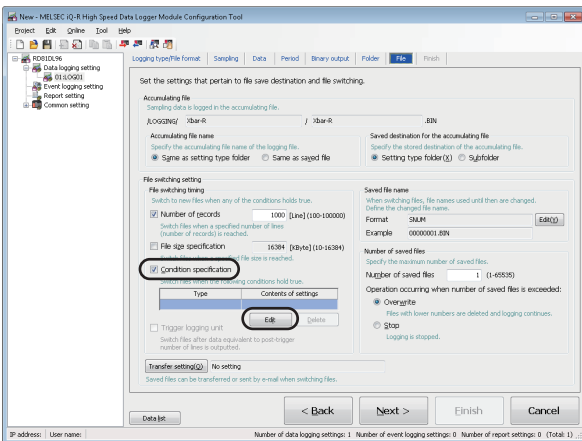 New - MELSEC iQ-R High Speed Data Logger Module Configuration Tool
Project Edit Online Tool Help
RD81DL96
Data logging setting
01:LOG01
Event logging setting
Report setting
Common setting
Logging type/File format Sampling Data Period Binary output Folder File Finish
Set the settings that pertain to file save destination and file switching.
Accumulating file
Sampling data is logged in the accumulating file.
/LOGGING/ Xbar-R / Xbar-R .BIN
Accumulating file name
Specify the accumulating file name of the logging file.
Same as setting type folder Same as saved file
Saved destination for the accumulating file
Specify the stored destination of the accumulating file.
Setting type folder(X) Subfolder
File switching setting
File switching timing
Switch to new files when any of the conditions holds true.
Number of records 1000 [Line] (100-100000)
Switch files when a specified number of lines
(number of records) is reached.
File size specification 16384 [KByte] (10-16384)
Switch files when a specified file size is reached.
Condition specification
Switch files when the following conditions hold true.
Type Contents of settings
Edit Delete
Trigger logging unit
Switch files after data equivalent to post-trigger
number of lines is outputted.
Saved file name
When switching files, file names used until then are changed.
Define the changed file name.
Format SNUM Edit(Y)
Example 00000001.BIN
Number of saved files
Specify the maximum number of saved files.
Number of saved files 1 (1-65535)
Operation occurring when number of saved files is exceeded:
Overwrite
Files with lower numbers are deleted and logging continues.
Stop
Logging is stopped.
Transfer setting(Q) No setting
Saved files can be transferred or sent by e-mail when switching files.
Data list < Back Next > Finish Cancel
IP address: User name: Number of data logging settings: 1 Number of event logging settings: 0 Number of report settings: 0 (Total: 1)